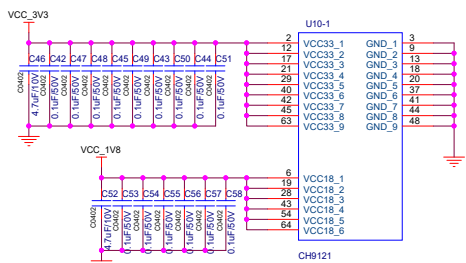 VCC_3V3
U10-1
C46 C42 C47 C48 C45 C49 C43 C50 C44 C51
C0402 C0402 C0402 C0402 C0402 C0402 C0402 C0402 C0402
4.7uF/10V 0.1uF/50V 0.1uF/50V 0.1uF/50V 0.1uF/50V 0.1uF/50V 0.1uF/50V 0.1uF/50V 0.1uF/50V
2 VCC33_1 GND_1 3
12 VCC33_2 GND_2 9
17 VCC33_3 GND_3 13
21 VCC33_4 GND_4 18
29 VCC33_5 GND_5 20
40 VCC33_6 GND_6 37
42 VCC33_7 GND_7 41
45 VCC33_8 GND_8 44
63 VCC33_9 GND_9 48
VCC_1V8
C52 C53 C54 C55 C56 C57 C58
C0402 C0402 C0402 C0402 C0402 C0402
4.7uF/10V 0.1uF/50V 0.1uF/50V 0.1uF/50V 0.1uF/50V 0.1uF/50V 0.1uF/50V
6 VCC18_1
19 VCC18_2
28 VCC18_3
43 VCC18_4
54 VCC18_5
64 VCC18_6
CH9121